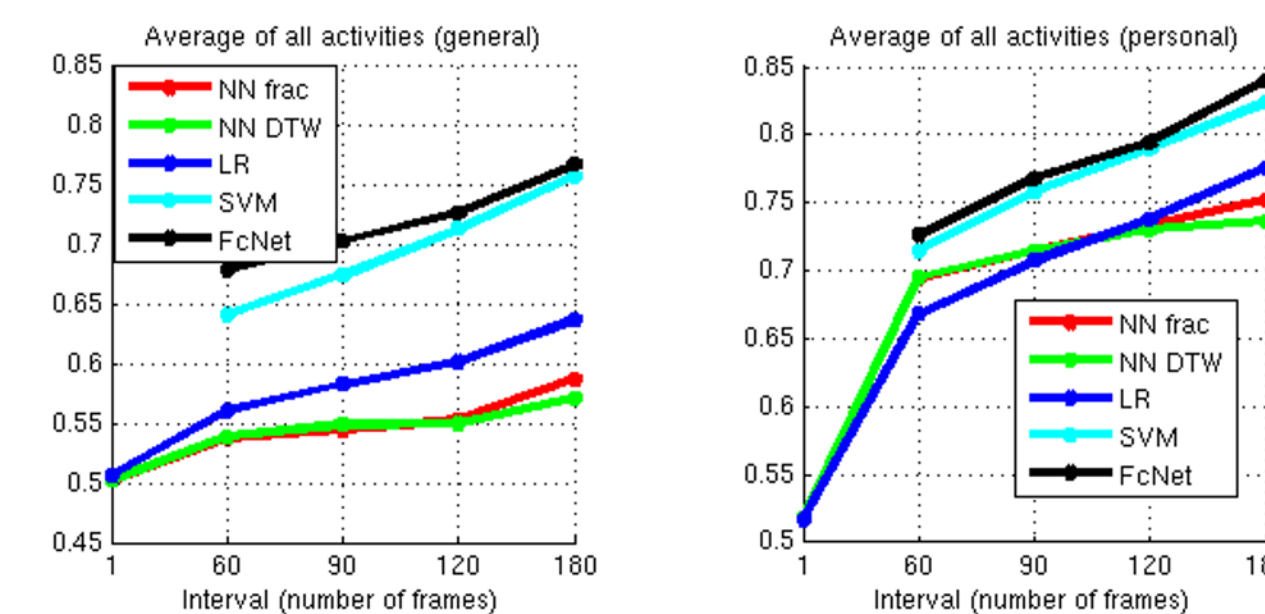 Average of all activities (general)
0.85
0.8
0.75
0.7
0.65
0.6
0.55
0.5
0.45
NN frac
NN DTW
LR
SVM
FcNet
1 60 90 120 180
Interval (number of frames)
Average of all activities (personal)
0.85
0.8
0.75
0.7
0.65
0.6
0.55
0.5
NN frac
NN DTW
LR
SVM
FcNet
1 60 90 120
Interval (number of frames)